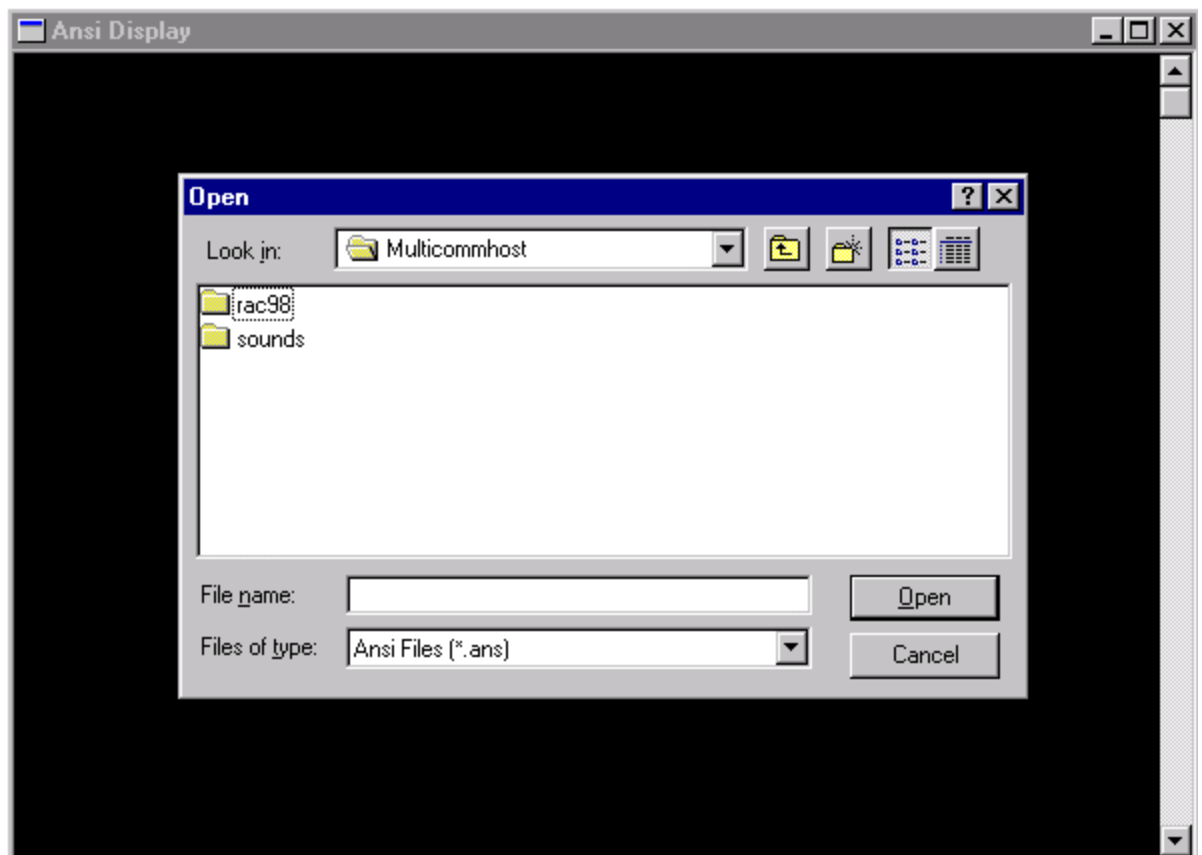 Ansi Display
Open
Look in:
Multicommhost
rac98
sounds
File name:
Open
Files of type:
Ansi Files (*.ans)
Cancel